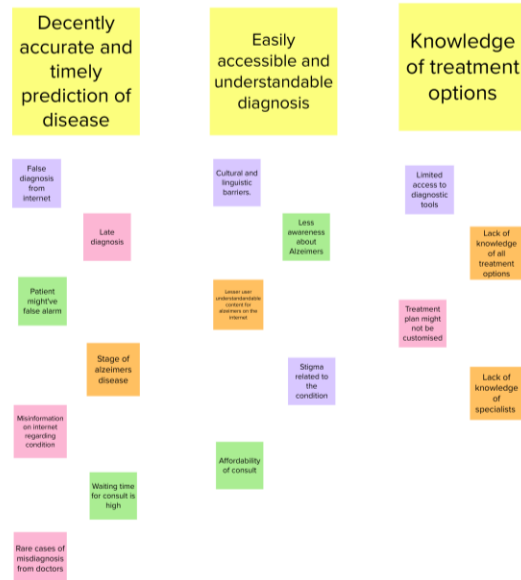 Decently
accurate and
timely
prediction of
disease
False
diagnosis
from
internet
Late
diagnosis
Patient
might've
false alarm
Stage of
alzeimers
disease
Misinformation
on internet
regarding
condition
Waiting time
for consult is
high
Rare cases of
misdiagnosis
from doctors
Easily
accessible and
understandable
diagnosis
Cultural and
linguistic
barriers.
Less
awareness
about
Alzeimers
Lesser user
understandandable
content for
alzeimers on the
internet
Stigma
related to
the
condition
Affordability
of consult
Knowledge
of treatment
options
Limited
access to
diagnostic
tools
Lack of
knowledge
of all
treatment
options
Treatment
plan might
not be
customised
Lack of
knowledge
of
specialists